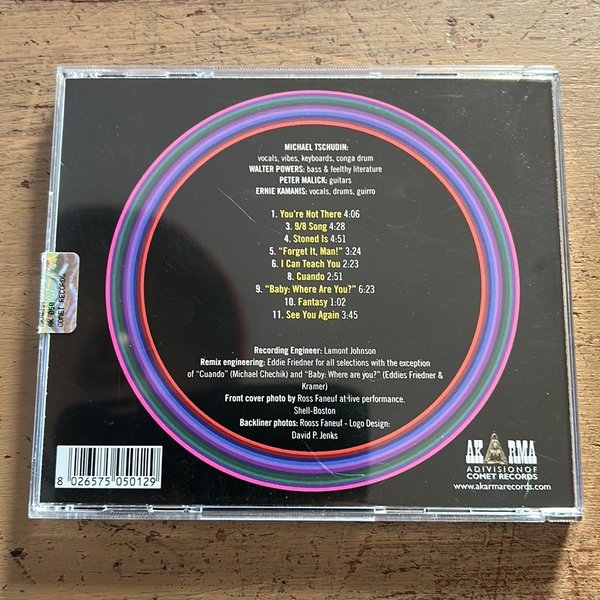 MICHAEL TSCHUDIN:
vocals, vibes, keyboards, conga drum
WALTER POWERS: bass & feelthy literature
PETER MALICK: guitars
ERNIE KAMANIS: vocals, drums, guirro
1. You're Not There 4:06
3. 9/8 Song 4:28
4. Stoned Is 4:51
5. "Forget It, Man!" 3:24
6. I Can Teach You 2:23
8. Cuando 2:51
9. "Baby: Where Are You?" 6:23
10. Fantasy 1:02
11. See You Again 3:45
Recording Engineer: Lamont Johnson
Remix engineering: Eddie Friedner for all selections with the exception
of "Cuando" (Michael Chechik) and "Baby: Where are you?" (Eddies Friedner &
Kramer)
Front cover photo by Ross Faneuf at live performance.
Shell-Boston
Backliner photos: Rooss Faneuf - Logo Design:
David P. Jenks
AK 050
COMET RECORDS
8 026575 050129
AKARMA
A DIVISION OF
COMET RECORDS
www.akarmarecords.com